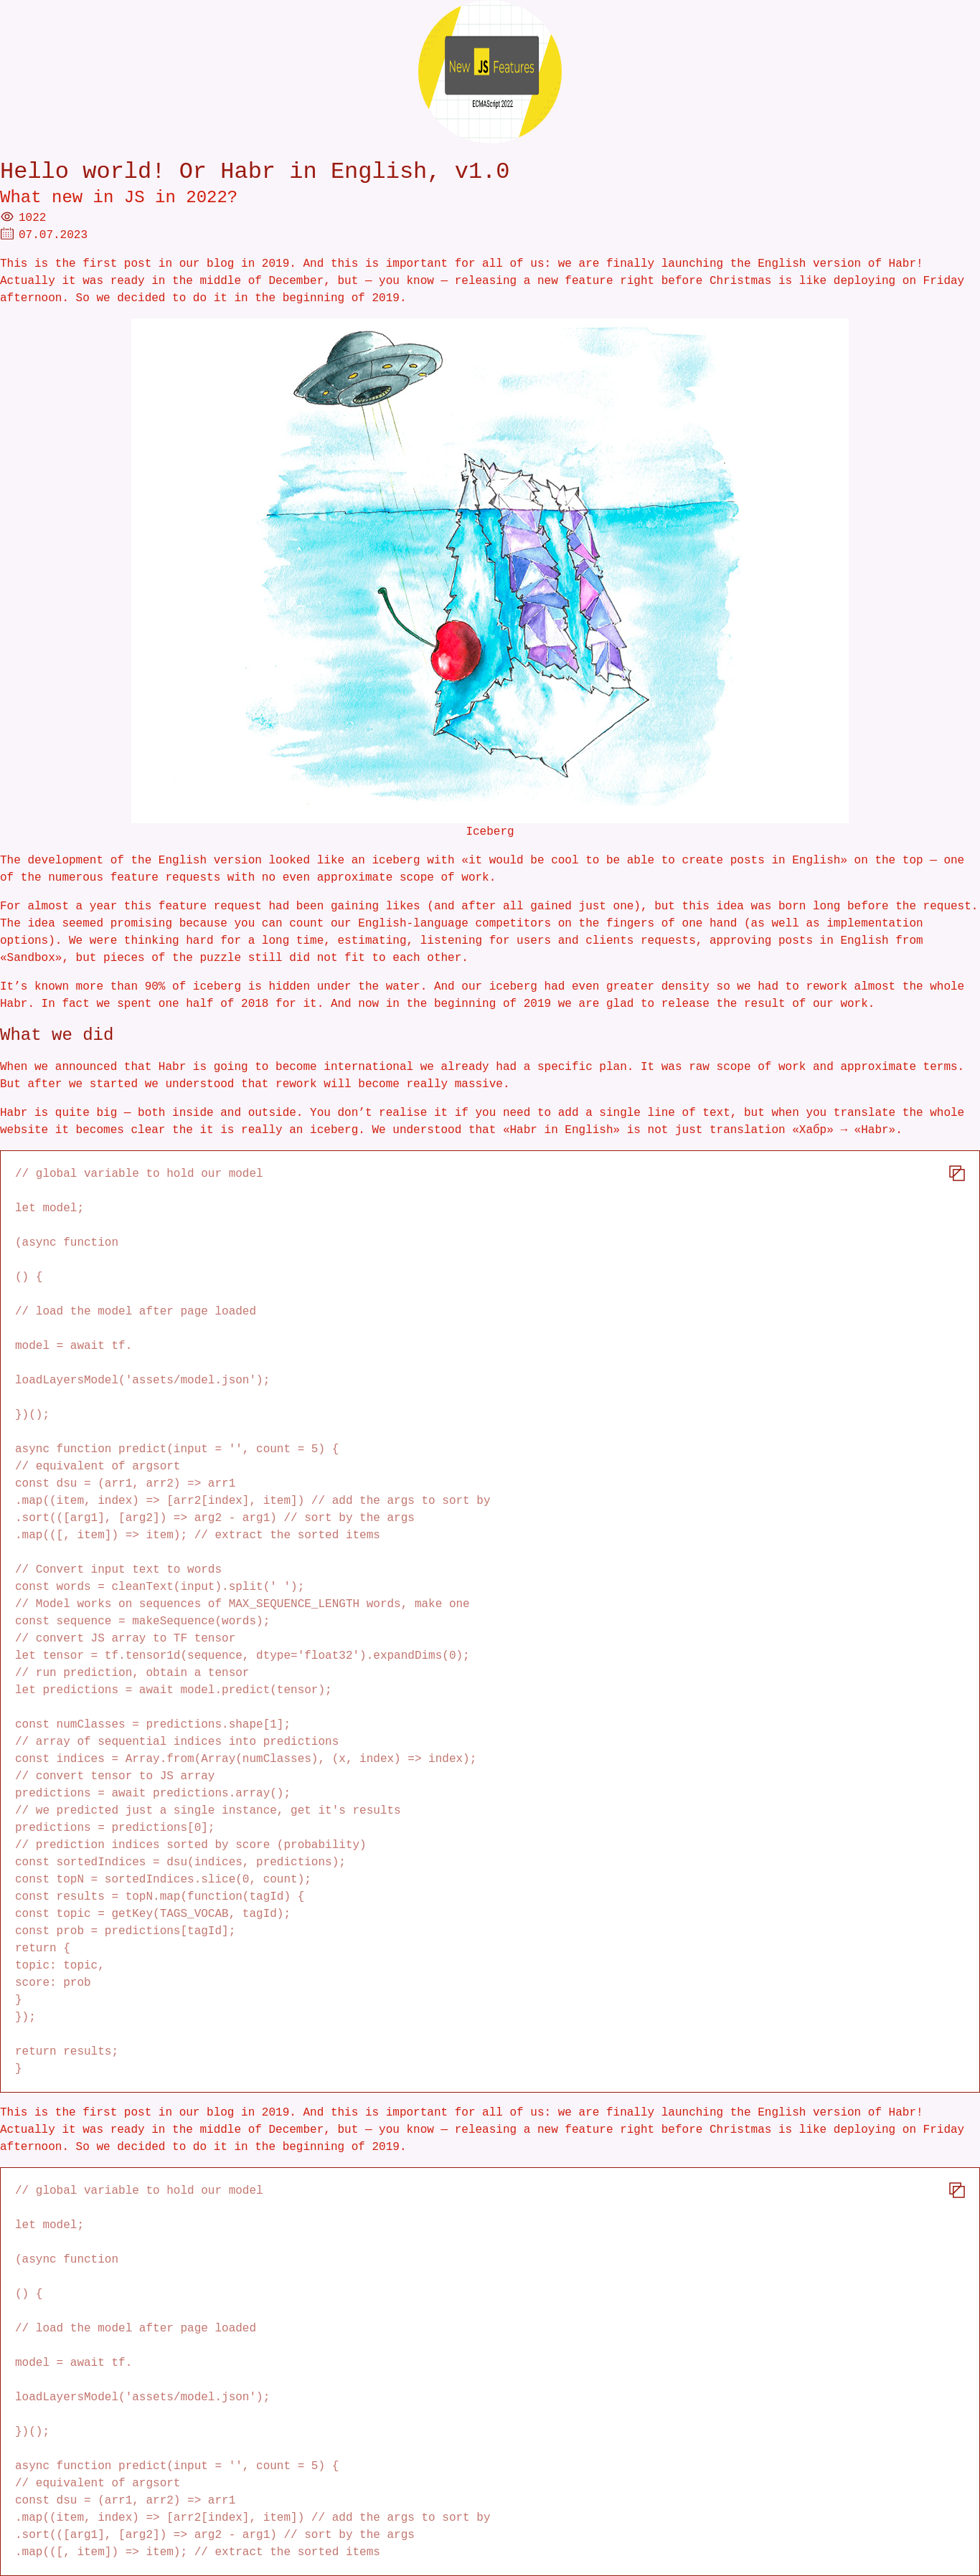 New JS Features
ECMAScript 2022
Hello world! Or Habr in English, v1.0
What new in JS in 2022?
1022
07.07.2023
This is the first post in our blog in 2019. And this is important for all of us: we are finally launching the English version of Habr!
Actually it was ready in the middle of December, but — you know — releasing a new feature right before Christmas is like deploying on Friday
afternoon. So we decided to do it in the beginning of 2019.
Iceberg
The development of the English version looked like an iceberg with «it would be cool to be able to create posts in English» on the top — one
of the numerous feature requests with no even approximate scope of work.
For almost a year this feature request had been gaining likes (and after all gained just one), but this idea was born long before the request.
The idea seemed promising because you can count our English-language competitors on the fingers of one hand (as well as implementation
options). We were thinking hard for a long time, estimating, listening for users and clients requests, approving posts in English from
«Sandbox», but pieces of the puzzle still did not fit to each other.
It’s known more than 90% of iceberg is hidden under the water. And our iceberg had even greater density so we had to rework almost the whole
Habr. In fact we spent one half of 2018 for it. And now in the beginning of 2019 we are glad to release the result of our work.
What we did
When we announced that Habr is going to become international we already had a specific plan. It was raw scope of work and approximate terms.
But after we started we understood that rework will become really massive.
Habr is quite big — both inside and outside. You don’t realise it if you need to add a single line of text, but when you translate the whole
website it becomes clear the it is really an iceberg. We understood that «Habr in English» is not just translation «Хабр» → «Habr».
// global variable to hold our model
let model;
(async function
() {
// load the model after page loaded
model = await tf.
loadLayersModel('assets/model.json');
})();
async function predict(input = '', count = 5) {
// equivalent of argsort
const dsu = (arr1, arr2) => arr1
.map((item, index) => [arr2[index], item]) // add the args to sort by
.sort(([arg1], [arg2]) => arg2 - arg1) // sort by the args
.map(([, item]) => item); // extract the sorted items
// Convert input text to words
const words = cleanText(input).split(' ');
// Model works on sequences of MAX_SEQUENCE_LENGTH words, make one
const sequence = makeSequence(words);
// convert JS array to TF tensor
let tensor = tf.tensor1d(sequence, dtype='float32').expandDims(0);
// run prediction, obtain a tensor
let predictions = await model.predict(tensor);
const numClasses = predictions.shape[1];
// array of sequential indices into predictions
const indices = Array.from(Array(numClasses), (x, index) => index);
// convert tensor to JS array
predictions = await predictions.array();
// we predicted just a single instance, get it's results
predictions = predictions[0];
// prediction indices sorted by score (probability)
const sortedIndices = dsu(indices, predictions);
const topN = sortedIndices.slice(0, count);
const results = topN.map(function(tagId) {
const topic = getKey(TAGS_VOCAB, tagId);
const prob = predictions[tagId];
return {
topic: topic,
score: prob
}
});
return results;
}
This is the first post in our blog in 2019. And this is important for all of us: we are finally launching the English version of Habr!
Actually it was ready in the middle of December, but — you know — releasing a new feature right before Christmas is like deploying on Friday
afternoon. So we decided to do it in the beginning of 2019.
// global variable to hold our model
let model;
(async function
() {
// load the model after page loaded
model = await tf.
loadLayersModel('assets/model.json');
})();
async function predict(input = '', count = 5) {
// equivalent of argsort
const dsu = (arr1, arr2) => arr1
.map((item, index) => [arr2[index], item]) // add the args to sort by
.sort(([arg1], [arg2]) => arg2 - arg1) // sort by the args
.map(([, item]) => item); // extract the sorted items